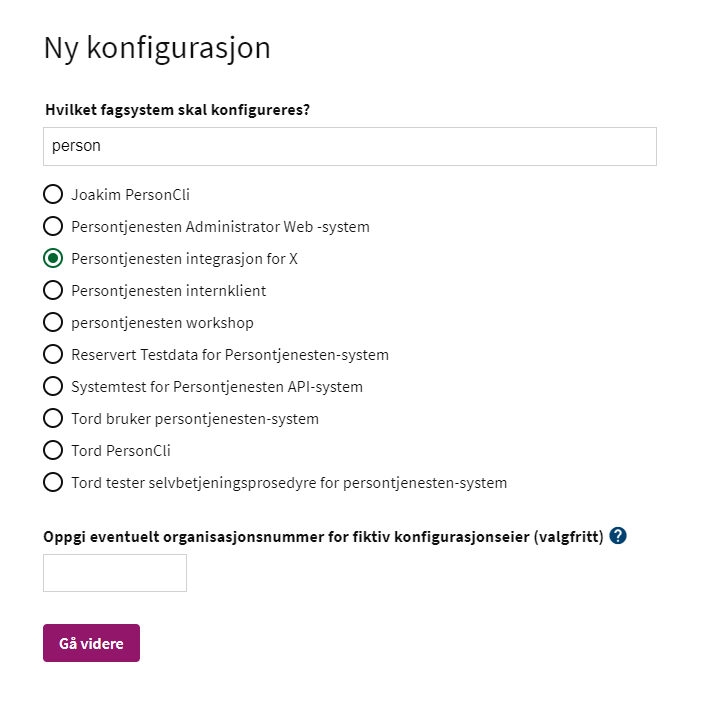 Ny konfigurasjon
Hvilket fagsystem skal konfigureres?
person
Joakim PersonCli
Persontjenesten Administrator Web -system
Persontjenesten integrasjon for X
Persontjenesten internklient
persontjenesten workshop
Reservert Testdata for Persontjenesten-system
Systemtest for Persontjenesten API-system
Tord bruker persontjenesten-system
Tord PersonCli
Tord tester selvbetjeningsprosedyre for persontjenesten-system
Oppgi eventuelt organisasjonsnummer for fiktiv konfigurasjonseier (valgfritt) ?
Gå videre